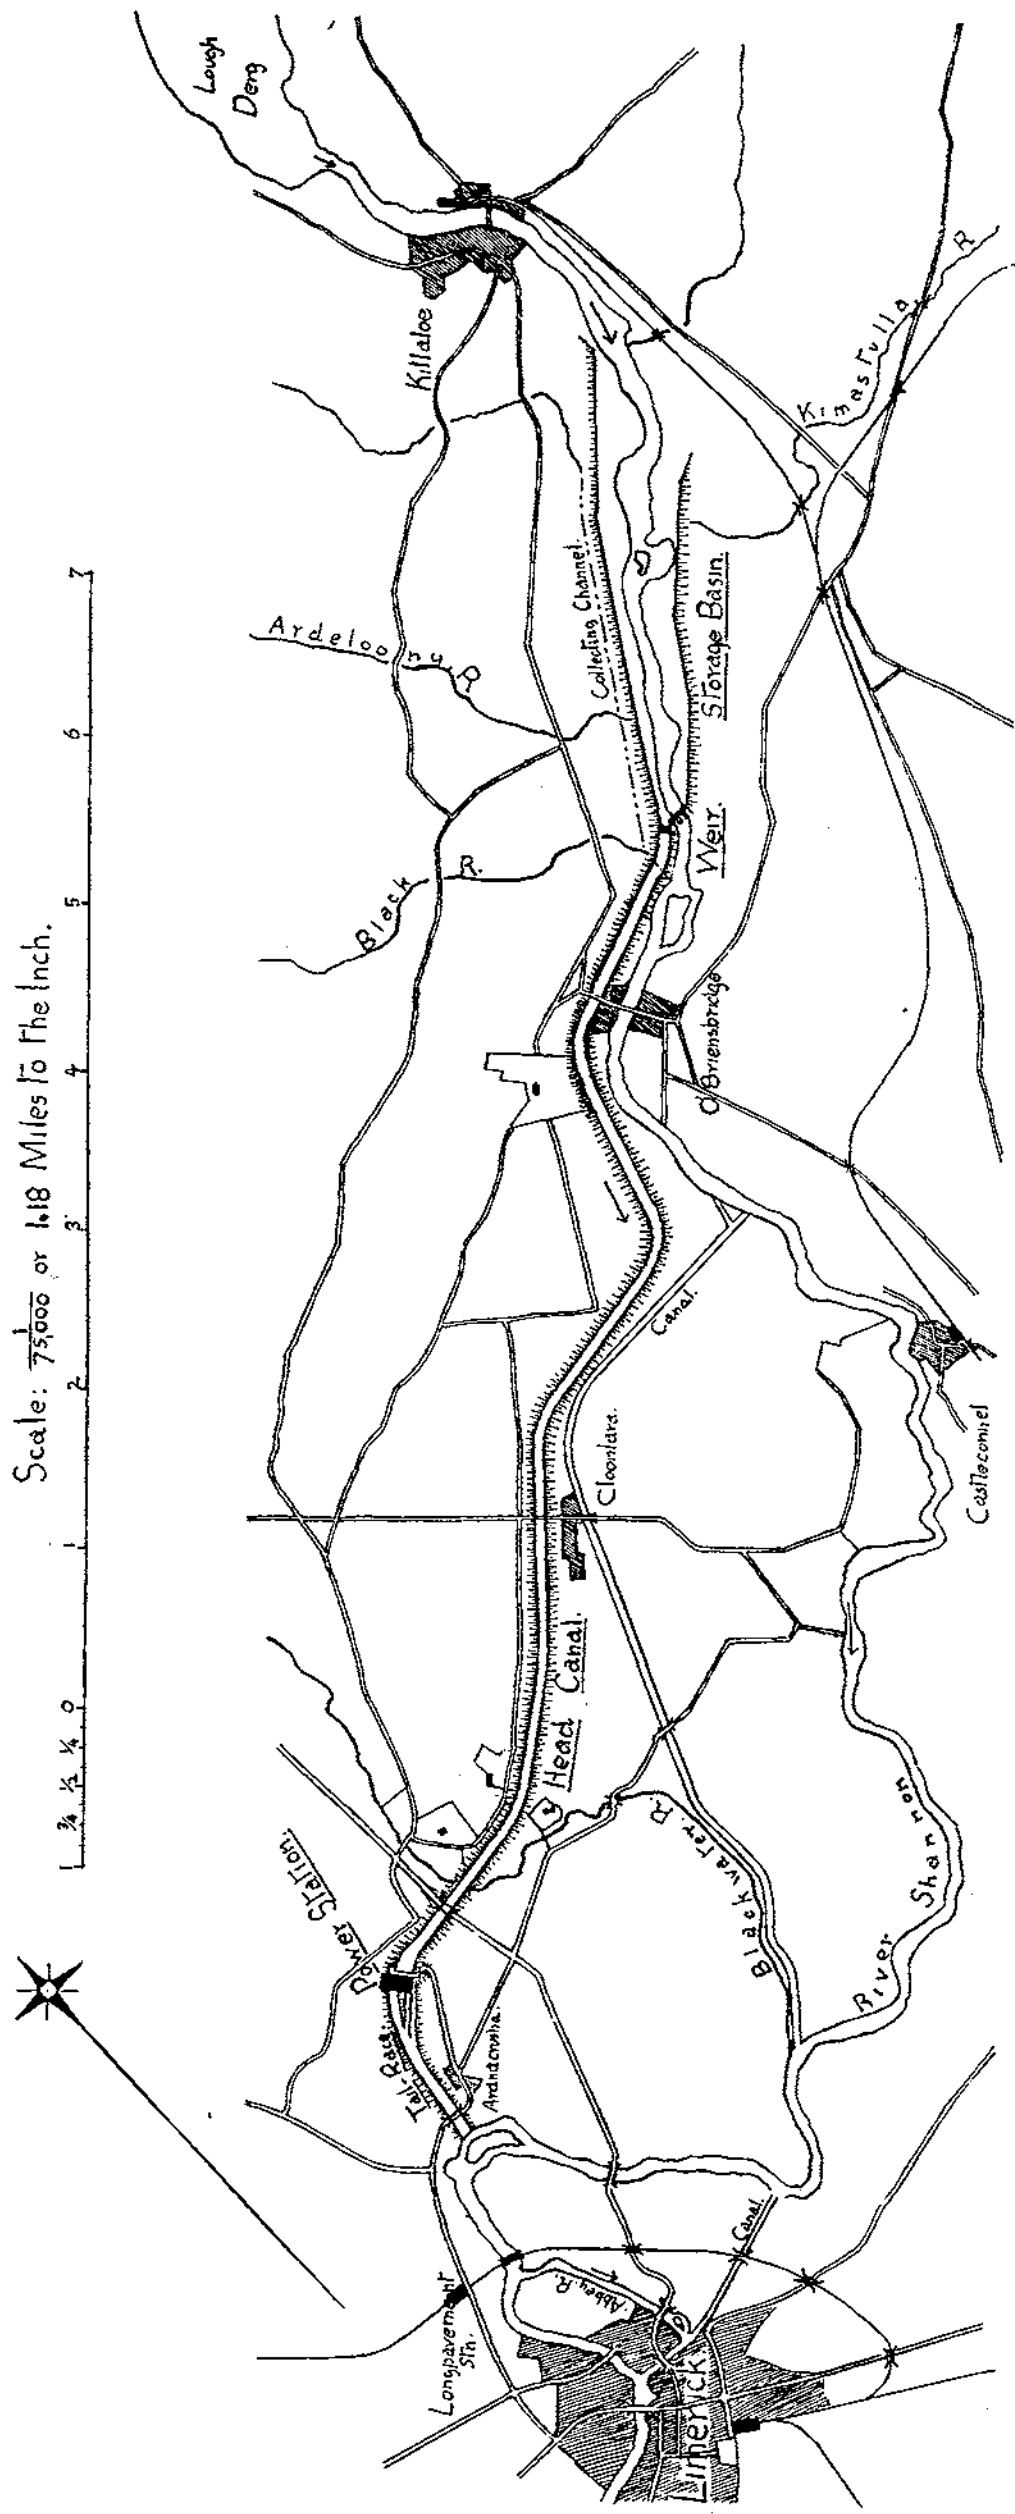 Scale: 1/75,000 or 1.18 Miles to the Inch.
1 3/4 1/2 1/4 0 1 2 3 4 5 6 7
Lough
Derg
Killaloe
Ardeloony R.
Black R.
Collecting Channel.
Storage Basin.
Weir.
Kilmastulla R
O'Briensbridge
Canal.
Cloonlara.
Castleconnel
Head Canal.
Power Station.
Tail-Race
Ardnacrusha.
Blackwater R.
River Shannon
Longpavement
Stn.
Abbey R.
Canal
Limerick.